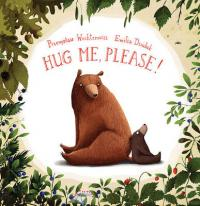 Przemysław Wechterowicz Emilia Dziubak
HUG ME, PLEASE!